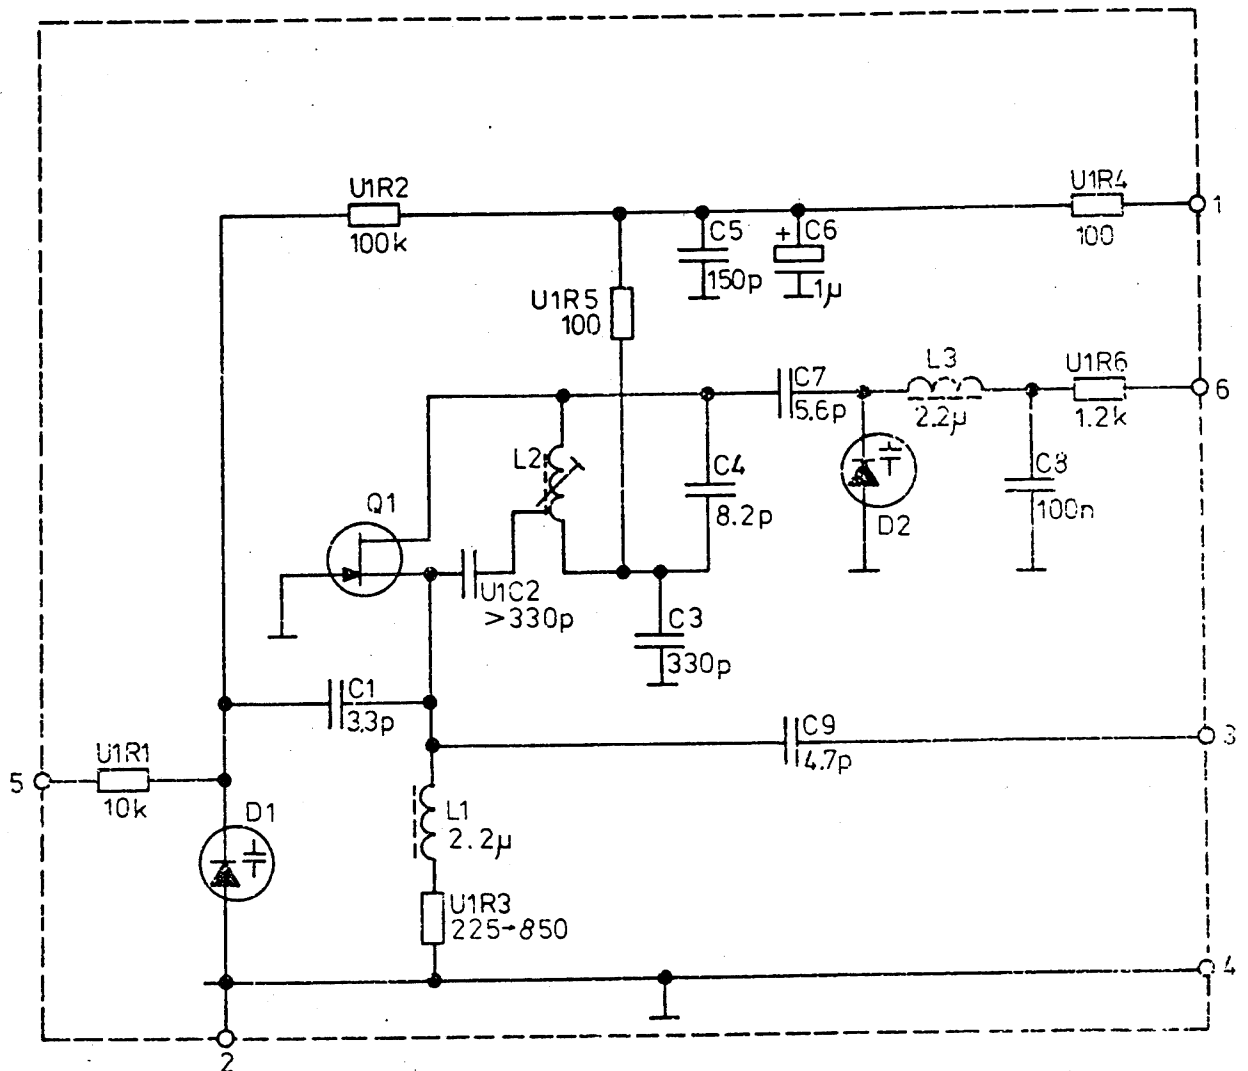 U1R2
100k
U1R4
100
1
C5
150p
+
C6
1µ
U1R5
100
L3
2.2µ
U1R6
1.2k
6
C7
5.6p
L2
C4
8.2p
D2
C8
100n
Q1
U1C2
>330p
C3
330p
C1
3.3p
C9
4.7p
3
5
U1R1
10k
D1
L1
2.2µ
U1R3
225-850
4
2